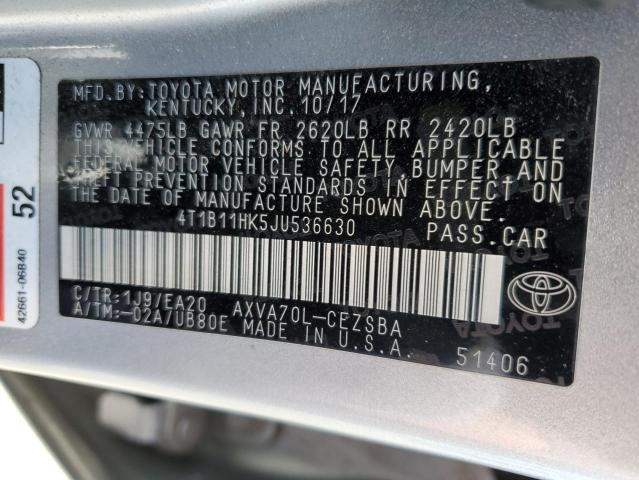 MFD. BY: TOYOTA MOTOR MANUFACTURING,
KENTUCKY, INC. 10/17
GVWR 4475LB GAWR FR 2620LB RR 2420LB
THIS VEHICLE CONFORMS TO ALL APPLICABLE
FEDERAL MOTOR VEHICLE SAFETY, BUMPER, AND
THEFT PREVENTION STANDARDS IN EFFECT ON
THE DATE OF MANUFACTURE SHOWN ABOVE.
4T1B11HK5JU536630 PASS.CAR
C/TR: 1J9/EA20 AXVA70L-CEZSBA
A/TM: -02A/UB80E MADE IN U.S.A.
51406
TOYOTA
52
42661-06840